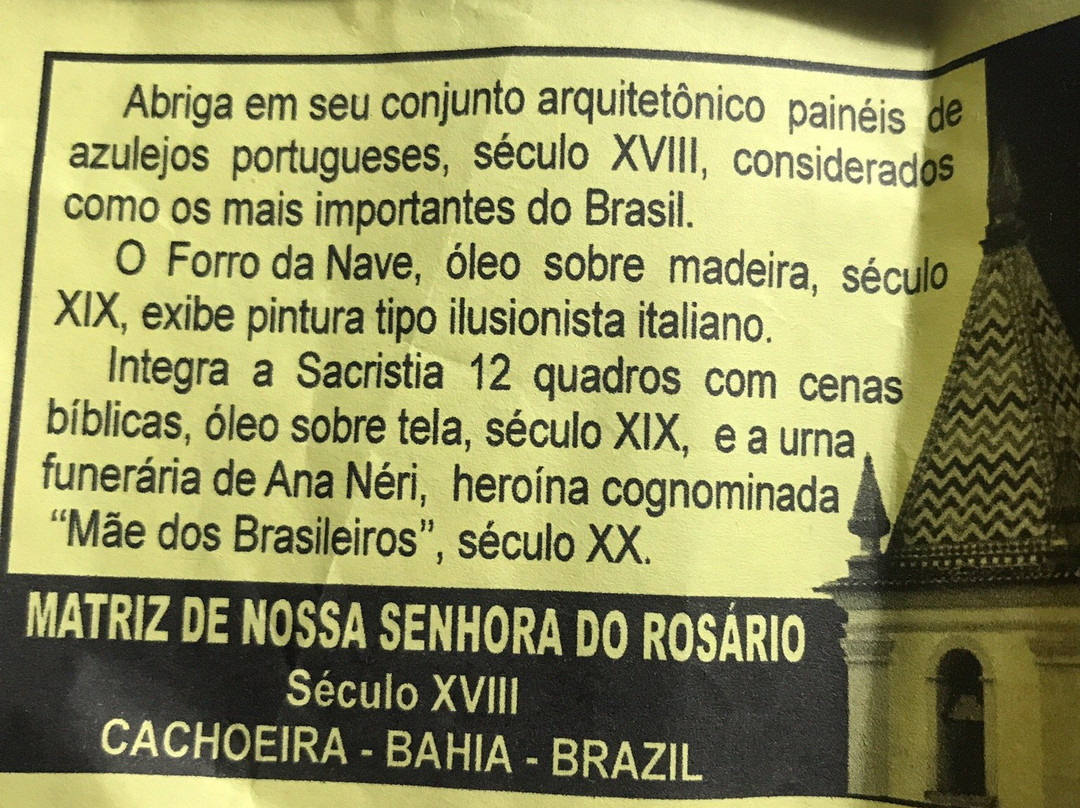 Abriga em seu conjunto arquitetônico painéis de
azulejos portugueses, século XVIII, considerados
como os mais importantes do Brasil.
O Forro da Nave, óleo sobre madeira, século
XIX, exibe pintura tipo ilusionista italiano.
Integra a Sacristia 12 quadros com cenas
bíblicas, óleo sobre tela, século XIX, e a urna
funerária de Ana Néri, heroína cognominada
“Mãe dos Brasileiros”, século XX.
MATRIZ DE NOSSA SENHORA DO ROSÁRIO
Século XVIII
CACHOEIRA - BAHIA - BRAZIL